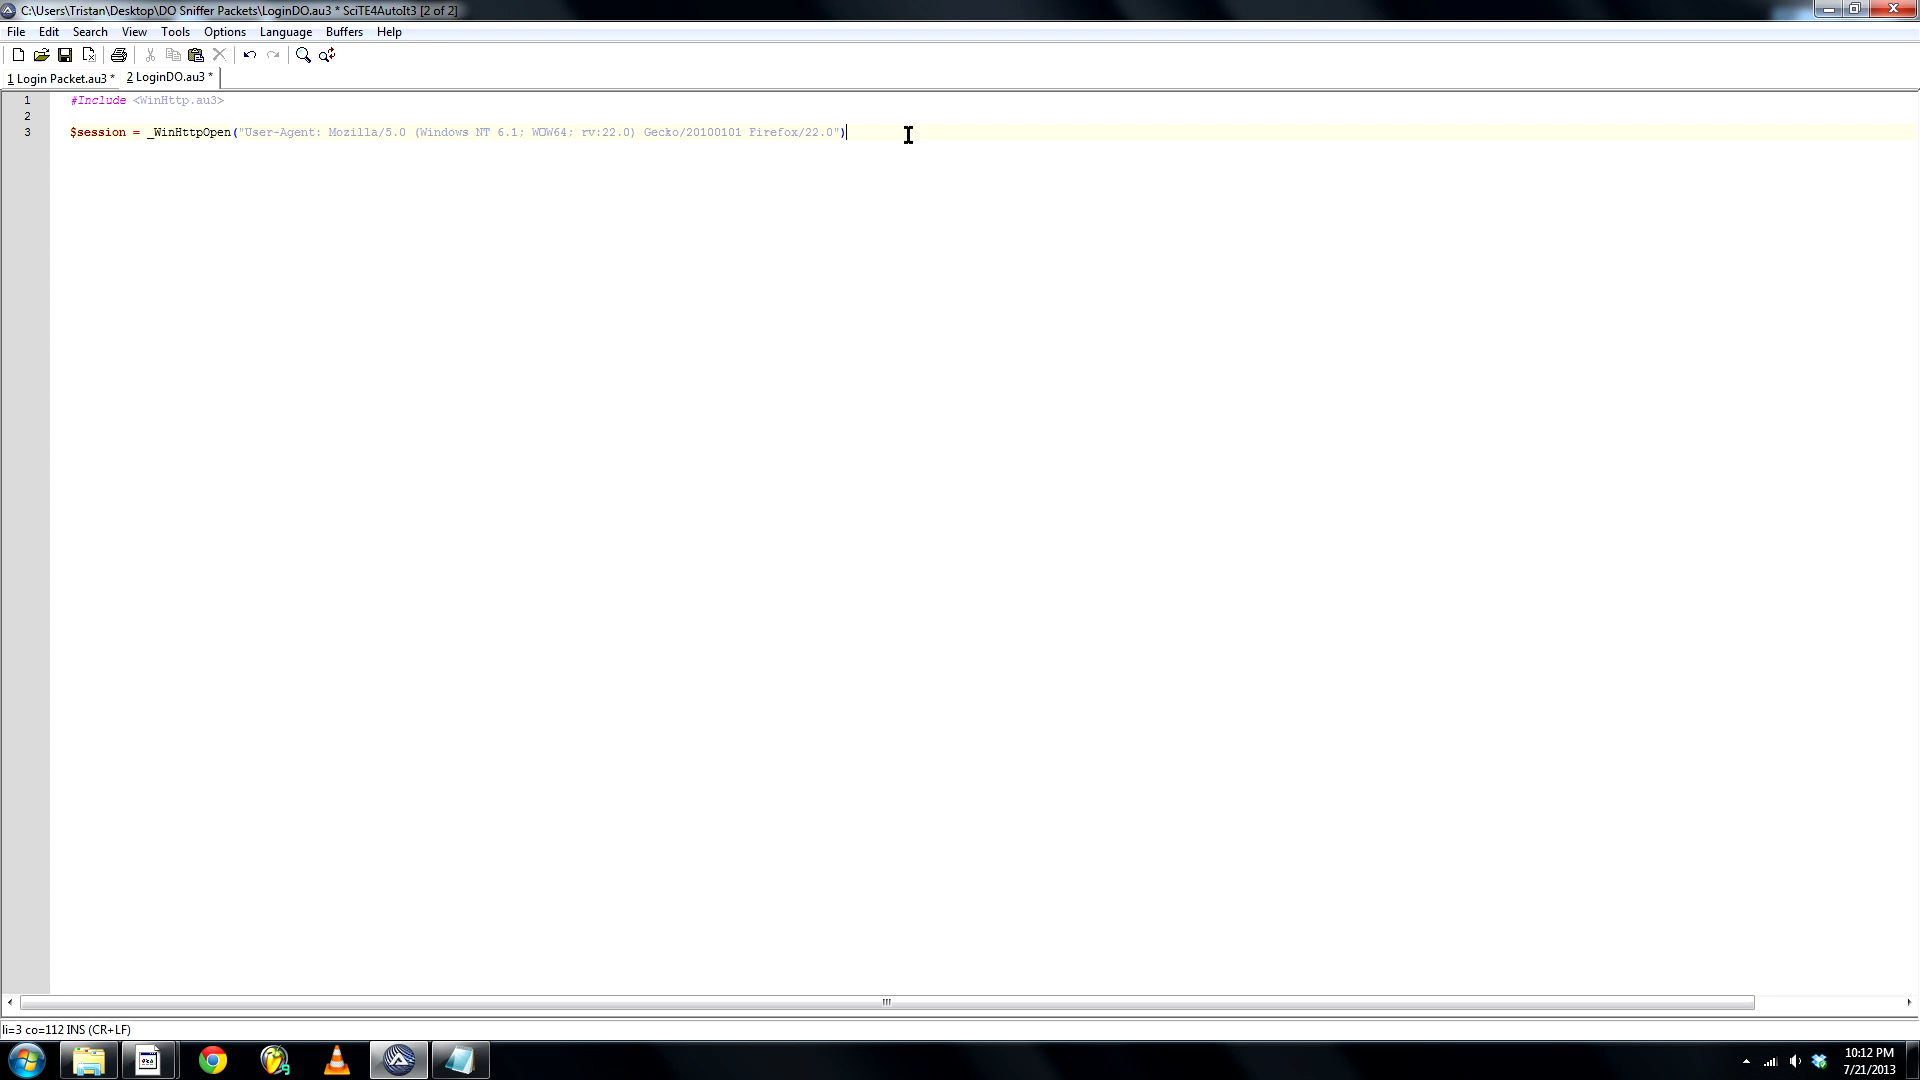 C:\Users\Tristan\Desktop\DO Sniffer Packets\LoginDO.au3 * SciTE4AutoIt3 [2 of 2]
File Edit Search View Tools Options Language Buffers Help
1 Login Packet.au3 * 2 LoginDO.au3 *
1 #Include <WinHttp.au3>
2
3 $session = _WinHttpOpen("User-Agent: Mozilla/5.0 (Windows NT 6.1; WOW64; rv:22.0) Gecko/20100101 Firefox/22.0")
li=3 co=112 INS (CR+LF)
10:12 PM
7/21/2013